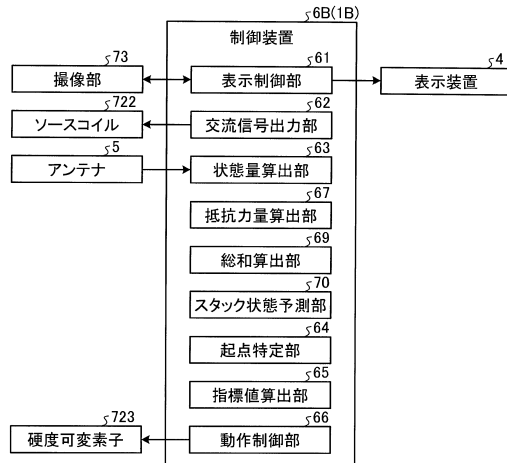 6B(1B)
制御装置
73
撮像部
61
表示制御部
4
表示装置
722
ソースコイル
62
交流信号出力部
5
アンテナ
63
状態量算出部
67
抵抗力量算出部
69
総和算出部
70
スタック状態予測部
64
起点特定部
65
指標値算出部
723
硬度可変素子
66
動作制御部